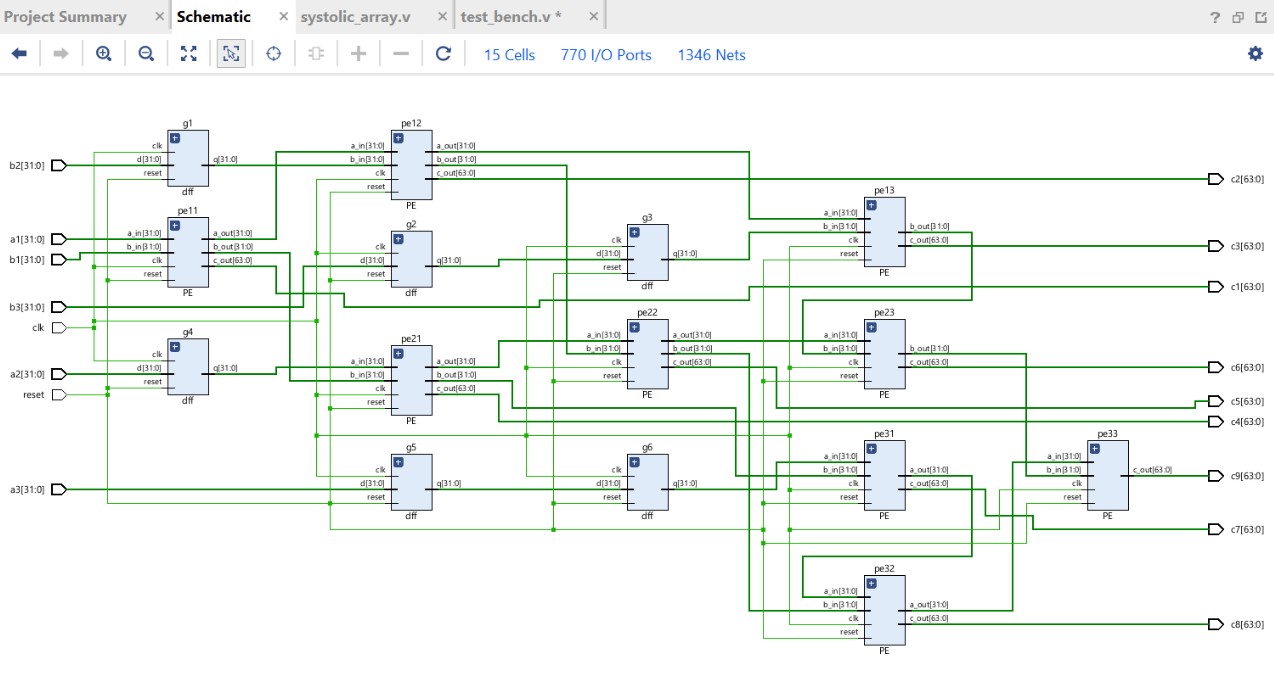 Project Summary × Schematic × systolic_array.v × test_bench.v * ×
15 Cells 770 I/O Ports 1346 Nets
g1
clk
d[31:0] q[31:0]
reset
dff
pe12
a_in[31:0] a_out[31:0]
b_in[31:0] b_out[31:0]
clk c_out[63:0]
reset
PE
b2[31:0]
c2[63:0]
pe11
a_in[31:0] a_out[31:0]
b_in[31:0] b_out[31:0]
clk c_out[63:0]
reset
PE
a1[31:0]
b1[31:0]
g2
clk
d[31:0] q[31:0]
reset
dff
g3
clk
d[31:0] q[31:0]
reset
dff
pe13
a_in[31:0]
b_in[31:0] b_out[31:0]
clk c_out[63:0]
reset
PE
c3[63:0]
c1[63:0]
b3[31:0]
clk
g4
clk
d[31:0] q[31:0]
reset
dff
a2[31:0]
reset
pe21
a_in[31:0] a_out[31:0]
b_in[31:0] b_out[31:0]
clk c_out[63:0]
reset
PE
pe22
a_in[31:0] a_out[31:0]
b_in[31:0] b_out[31:0]
clk c_out[63:0]
reset
PE
pe23
a_in[31:0]
b_in[31:0] b_out[31:0]
clk c_out[63:0]
reset
PE
c6[63:0]
c5[63:0]
c4[63:0]
a3[31:0]
g5
clk
d[31:0] q[31:0]
reset
dff
g6
clk
d[31:0] q[31:0]
reset
dff
pe31
a_in[31:0]
b_in[31:0] a_out[31:0]
clk c_out[63:0]
reset
PE
pe33
a_in[31:0]
b_in[31:0] c_out[63:0]
clk
reset
PE
c9[63:0]
c7[63:0]
pe32
a_in[31:0]
b_in[31:0] a_out[31:0]
clk c_out[63:0]
reset
PE
c8[63:0]